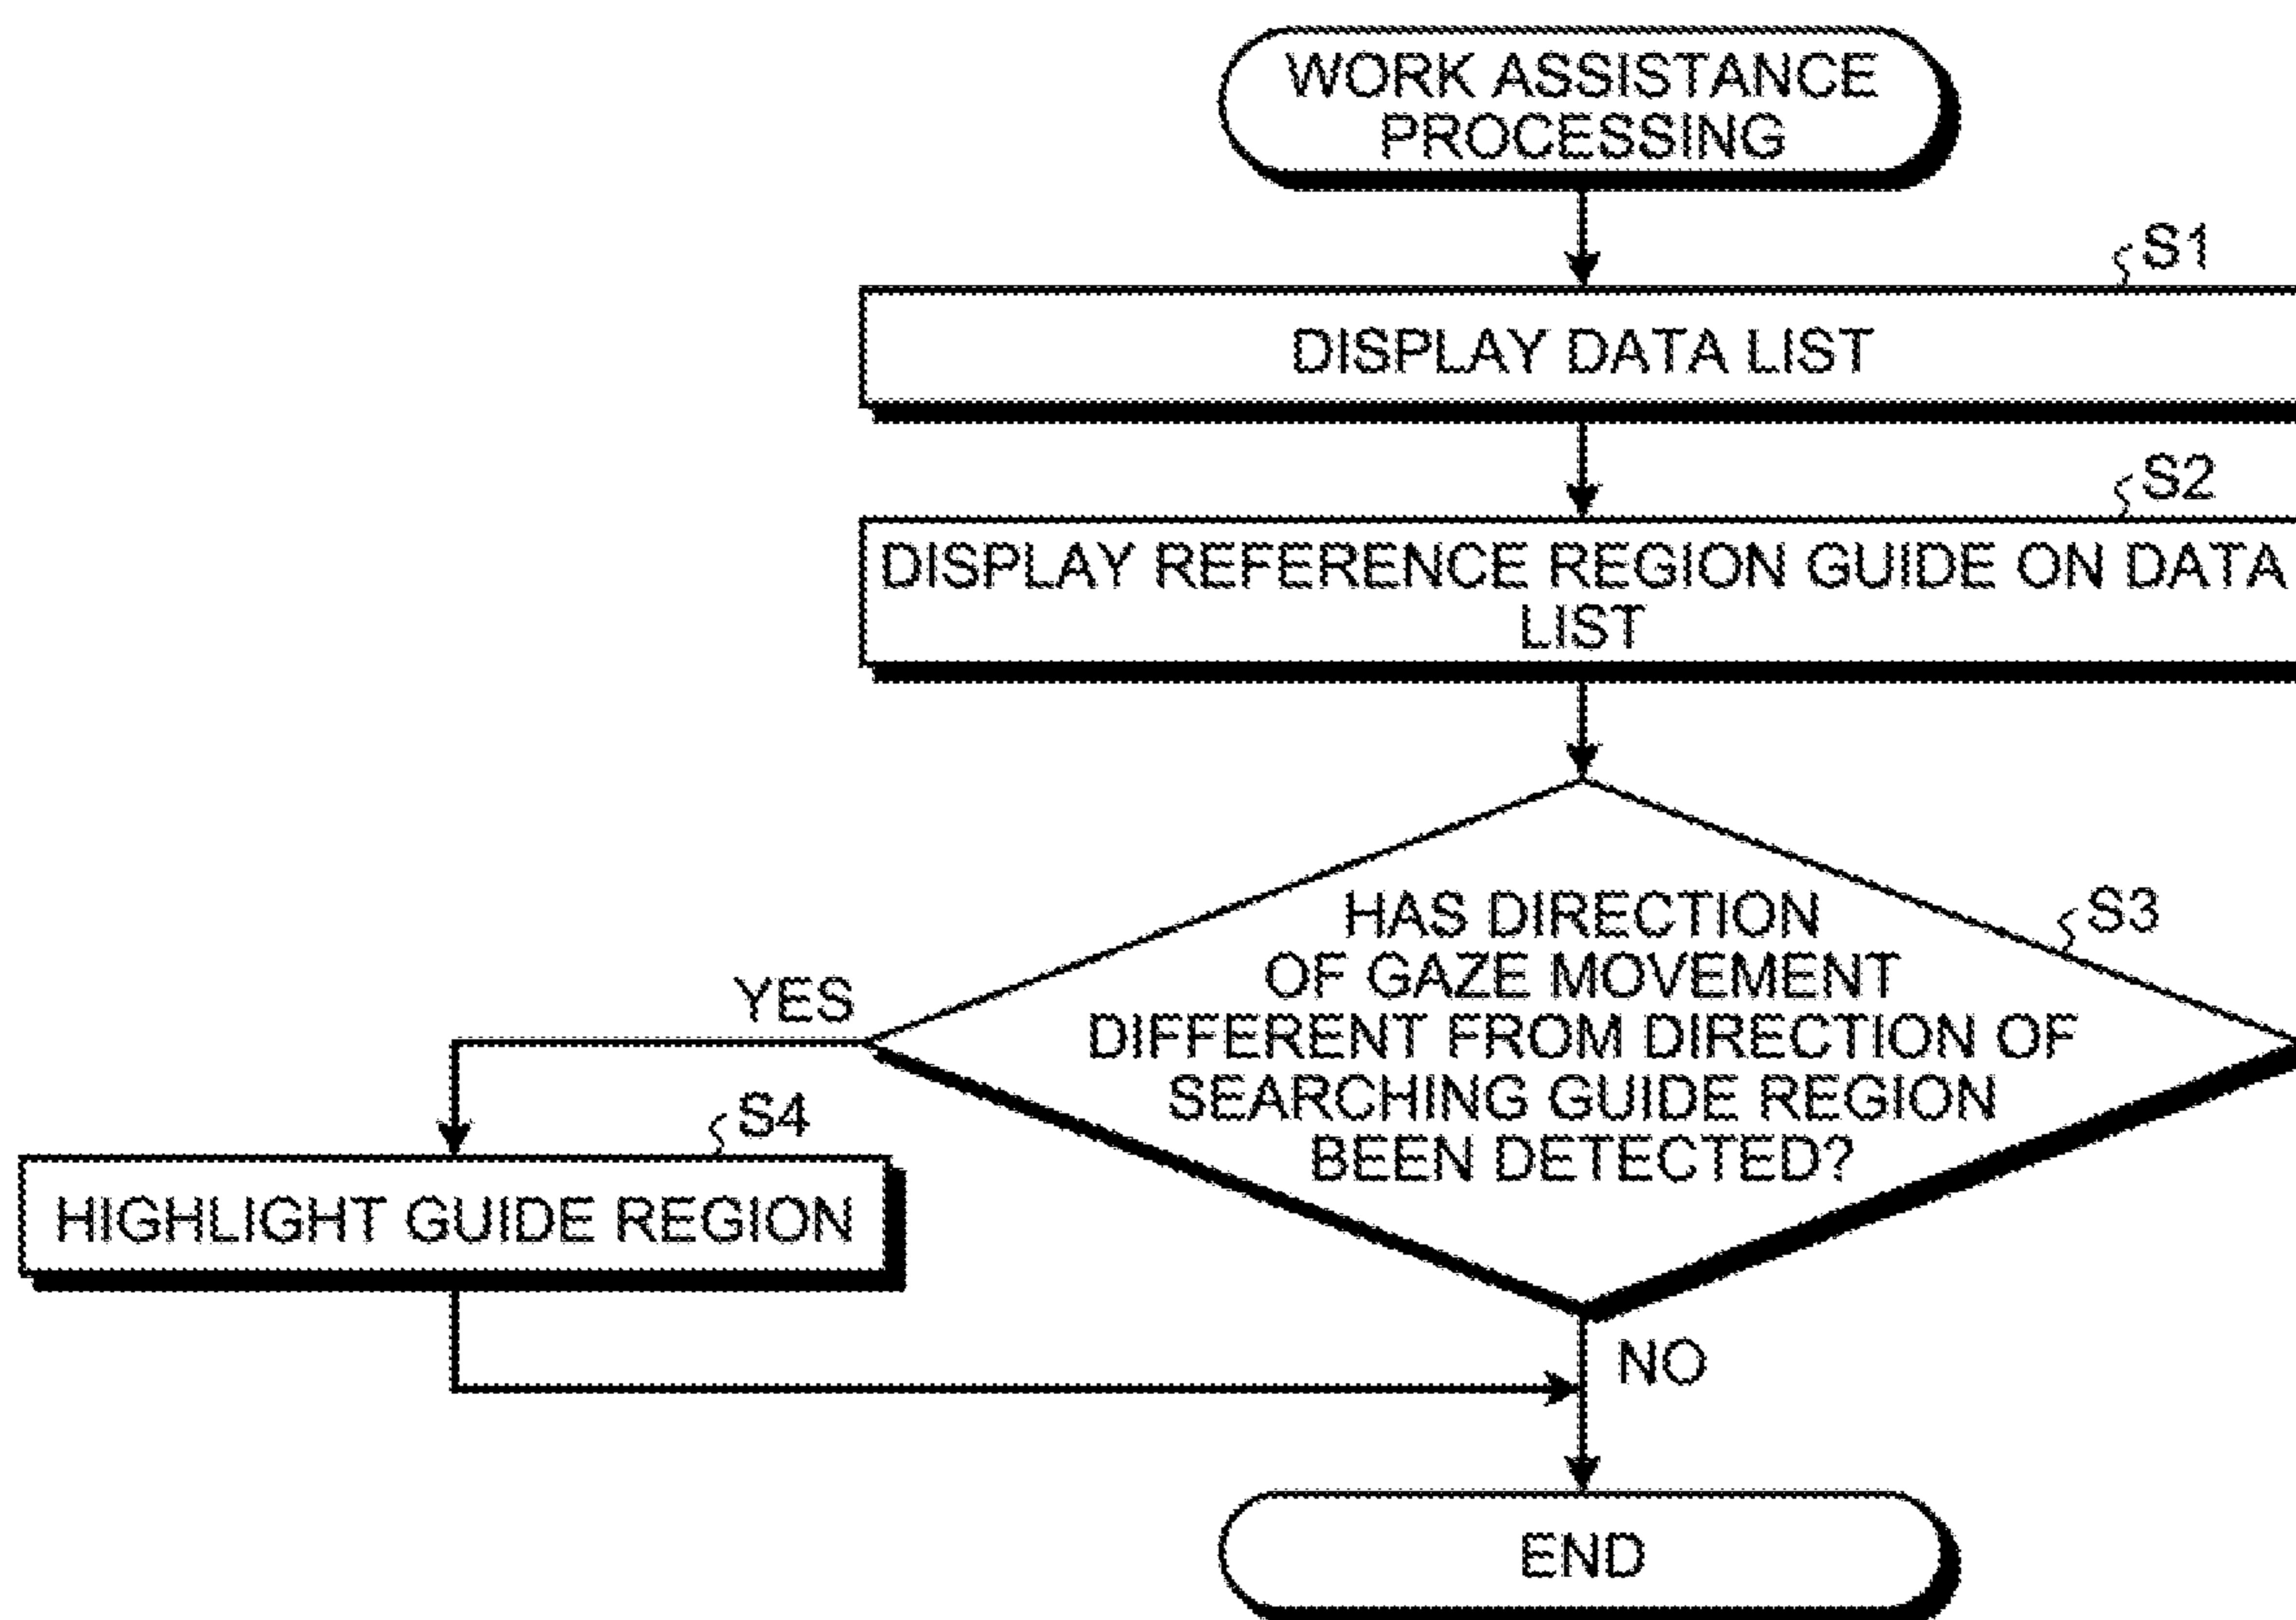 WORK ASSISTANCE
PROCESSING
S1
DISPLAY DATA LIST
S2
DISPLAY REFERENCE REGION GUIDE ON DATA
LIST
S3
HAS DIRECTION
OF GAZE MOVEMENT
DIFFERENT FROM DIRECTION OF
SEARCHING GUIDE REGION
BEEN DETECTED?
YES
S4
HIGHLIGHT GUIDE REGION
NO
END